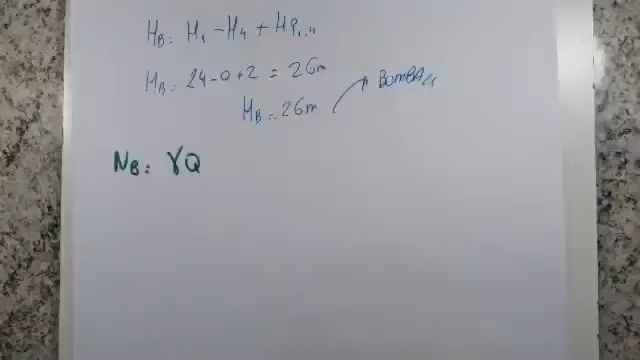 HB = H1 - H4 + HP1-4
HB = 24 - 0 + 2 = 26m
HB = 26m → BOMBA
NB = γQ